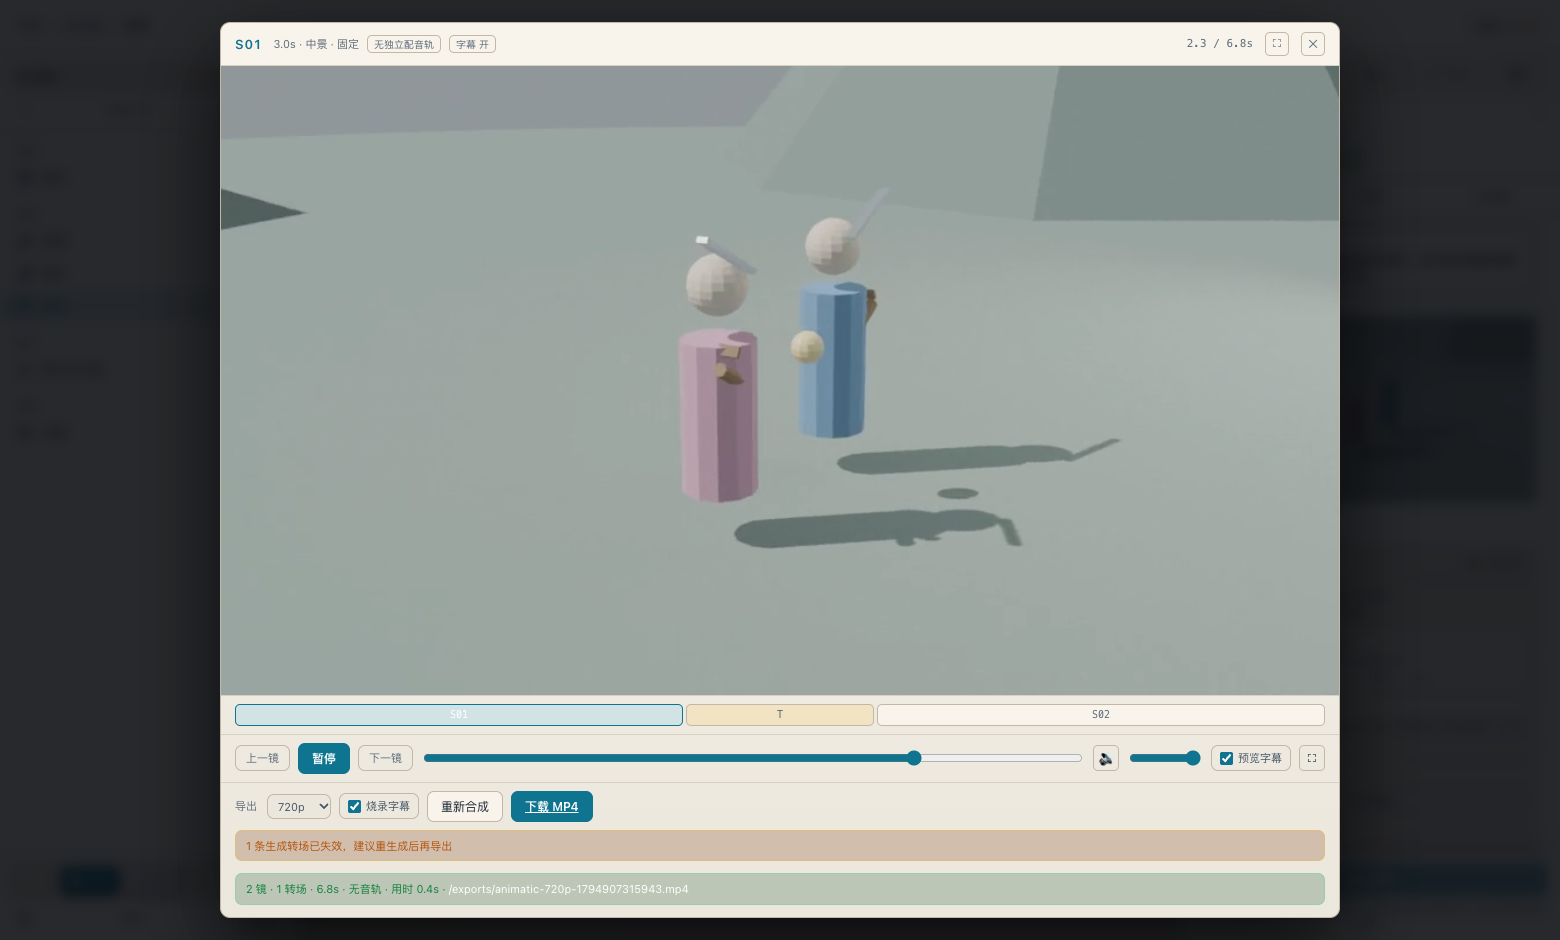 S01 3.0s · 中景 · 固定 无独立配音轨 字幕 开 2.3 / 6.8s
S01 T S02
上一镜 暂停 下一镜 预览字幕
导出 720p 烧录字幕 重新合成 下载 MP4
1 条生成转场已失效，建议重生成后再导出
2 镜 · 1 转场 · 6.8s · 无音轨 · 用时 0.4s · /exports/animatic-720p-1794907315943.mp4